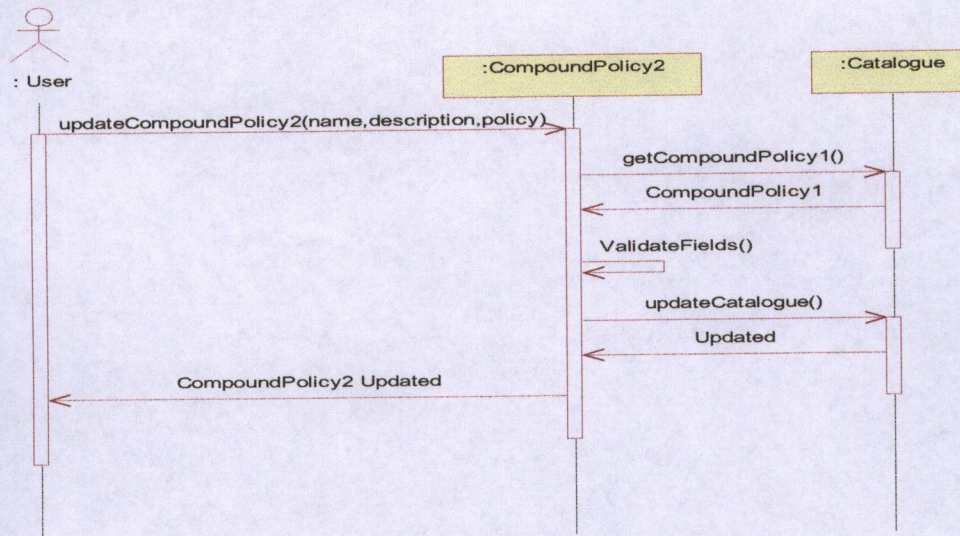 : User
:CompoundPolicy2
:Catalogue
updateCompoundPolicy2(name,description,policy)
getCompoundPolicy1()
CompoundPolicy1
ValidateFields()
updateCatalogue()
Updated
CompoundPolicy2 Updated